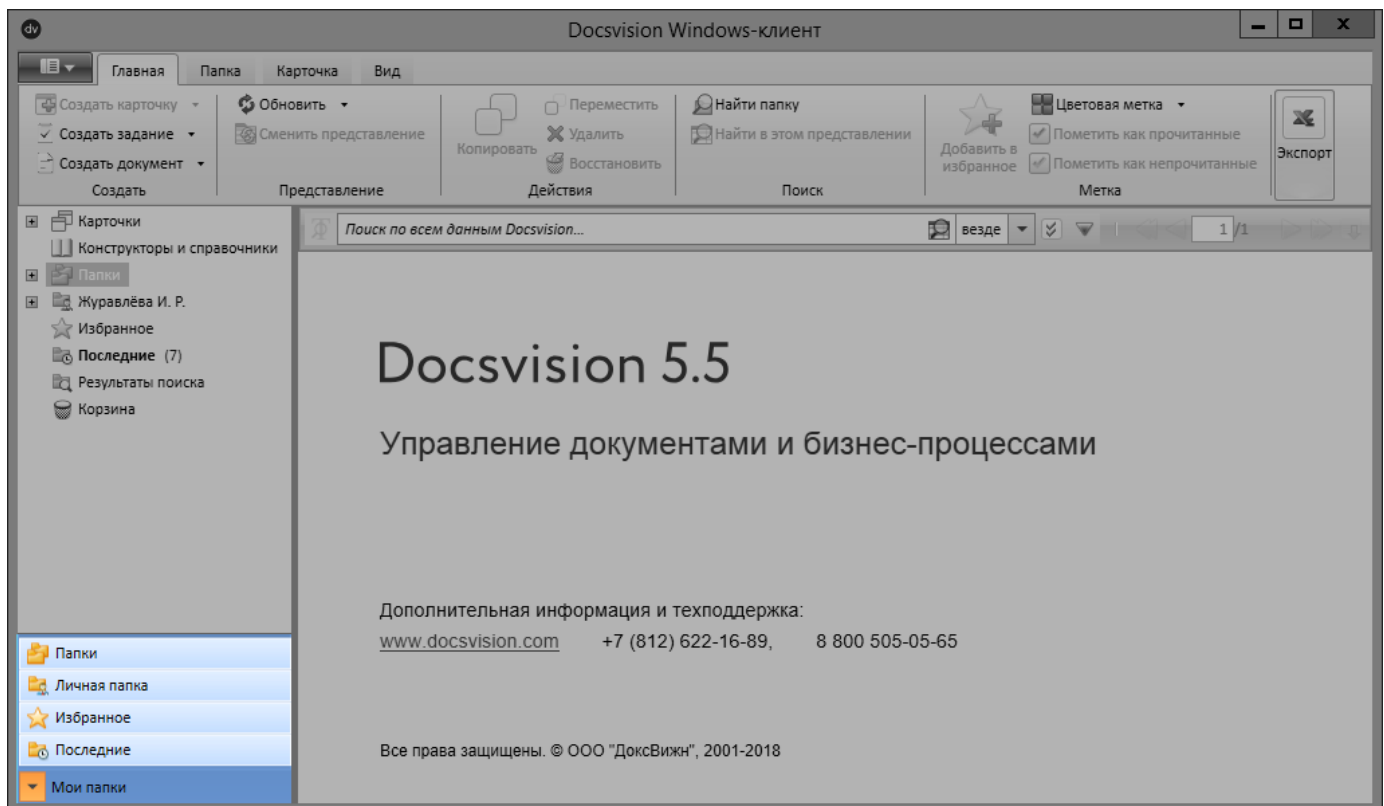 dv
Docsvision Windows-клиент
Главная Папка Карточка Вид
Создать карточку
Создать задание
Создать документ
Создать
Обновить
Сменить представление
Представление
Копировать
Переместить
Удалить
Восстановить
Действия
Найти папку
Найти в этом представлении
Поиск
Добавить в
избранное
Цветовая метка
Пометить как прочитанные
Пометить как непрочитанные
Метка
Экспорт
Карточки
Конструкторы и справочники
Папки
Журавлёва И. Р.
Избранное
Последние (7)
Результаты поиска
Корзина
Поиск по всем данным Docsvision... везде 1 /1
Docsvision 5.5
Управление документами и бизнес-процессами
Дополнительная информация и техподдержка:
www.docsvision.com +7 (812) 622-16-89, 8 800 505-05-65
Все права защищены. © ООО "ДоксВижн", 2001-2018
Папки
Личная папка
Избранное
Последние
Мои папки